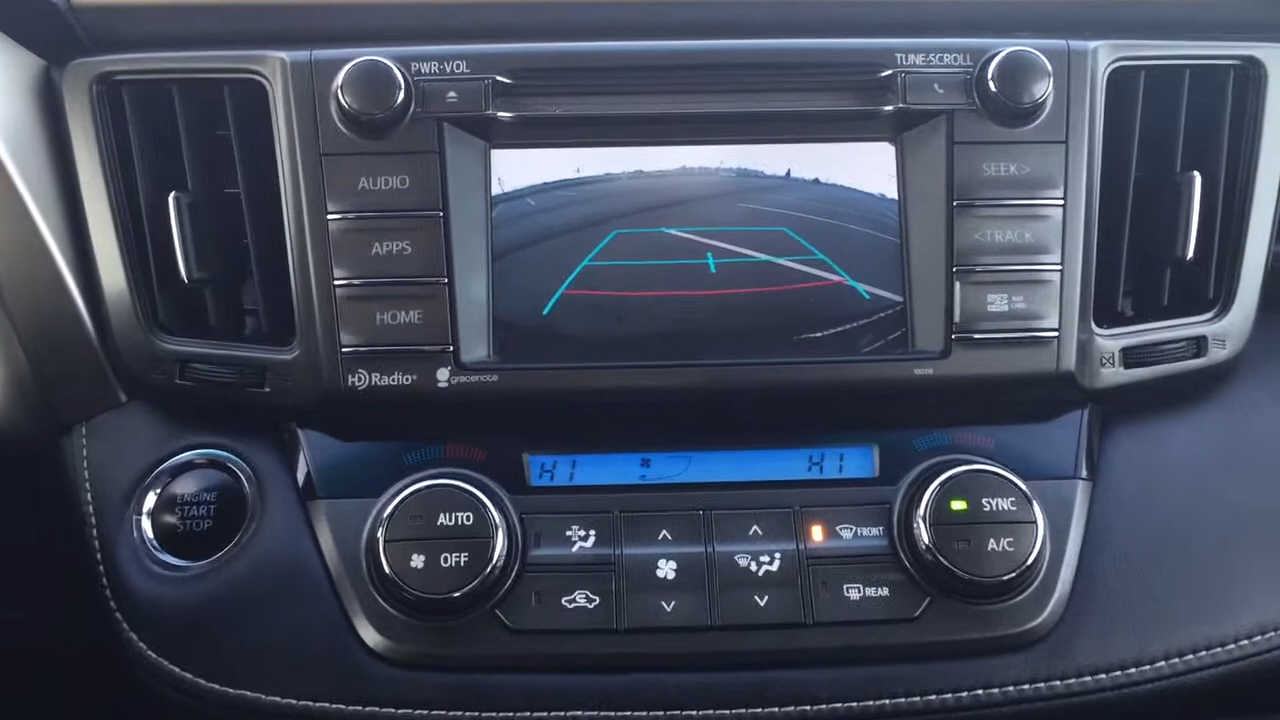 PWR·VOL
TUNE·SCROLL
AUDIO
SEEK>
APPS
<TRACK
HOME
HD Radio
gracenote
HI
HI
ENGINE
START
STOP
AUTO
OFF
FRONT
REAR
SYNC
A/C